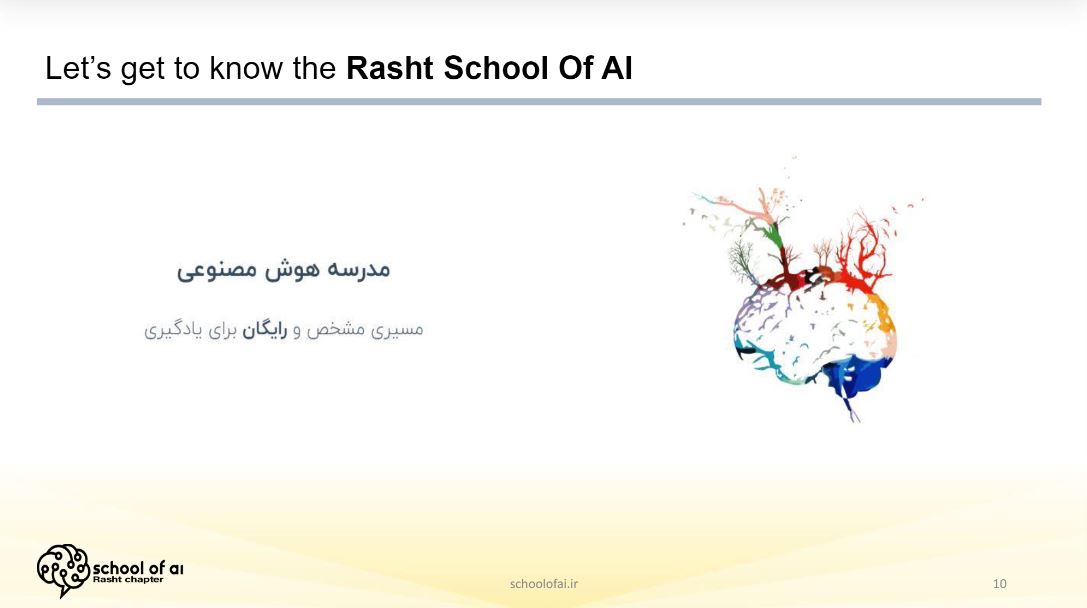 Let’s get to know the Rasht School Of AI
مدرسه هوش مصنوعی
مسیری مشخص و رایگان برای یادگیری
school of aı
Rasht chapter
schoolofai.ir
10